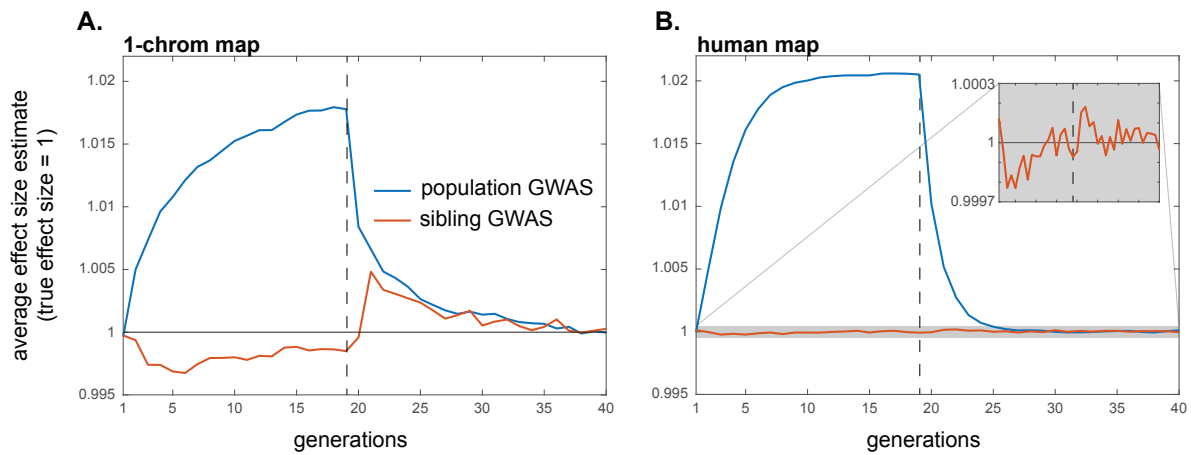 A.
1-chrom map
average effect size estimate
(true effect size = 1)
1.02
1.015
1.01
1.005
1
0.995
population GWAS
sibling GWAS
1 5 10 15 20 25 30 35 40
generations
B.
human map
1.02
1.015
1.01
1.005
1
0.995
1.0003
1
0.9997
1 5 10 15 20 25 30 35 40
generations